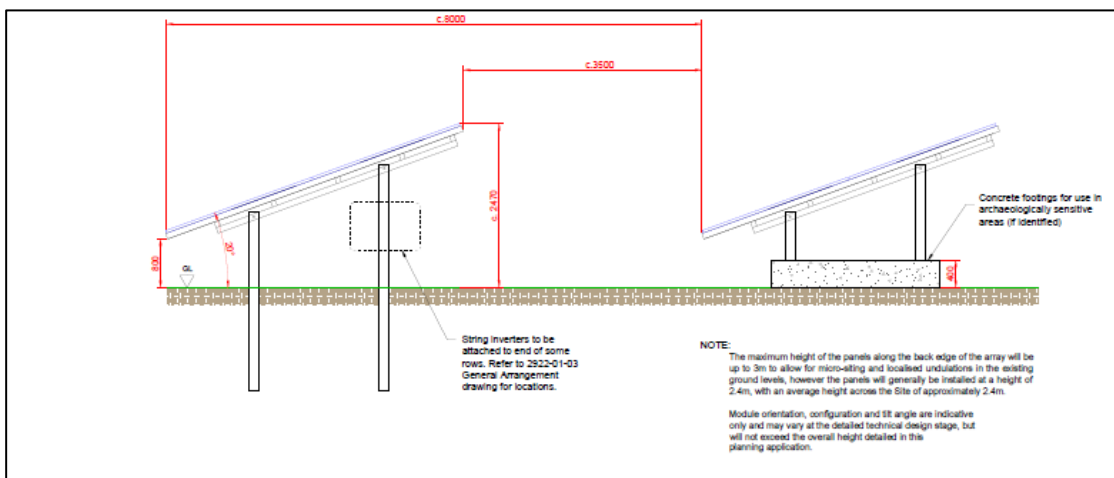 c.8000
c.3500
c. 2470
800
GL
20°
400
Concrete footings for use in
archaeologically sensitive
areas (if identified)
String inverters to be
attached to end of some
rows. Refer to 2922-01-03
General Arrangement
drawing for locations.
NOTE:
The maximum height of the panels along the back edge of the array will be
up to 3m to allow for micro-siting and localised undulations in the existing
ground levels, however the panels will generally be installed at a height of
2.4m, with an average height across the Site of approximately 2.4m.
Module orientation, configuration and tilt angle are indicative
only and may vary at the detailed technical design stage, but
will not exceed the overall height detailed in this
planning application.